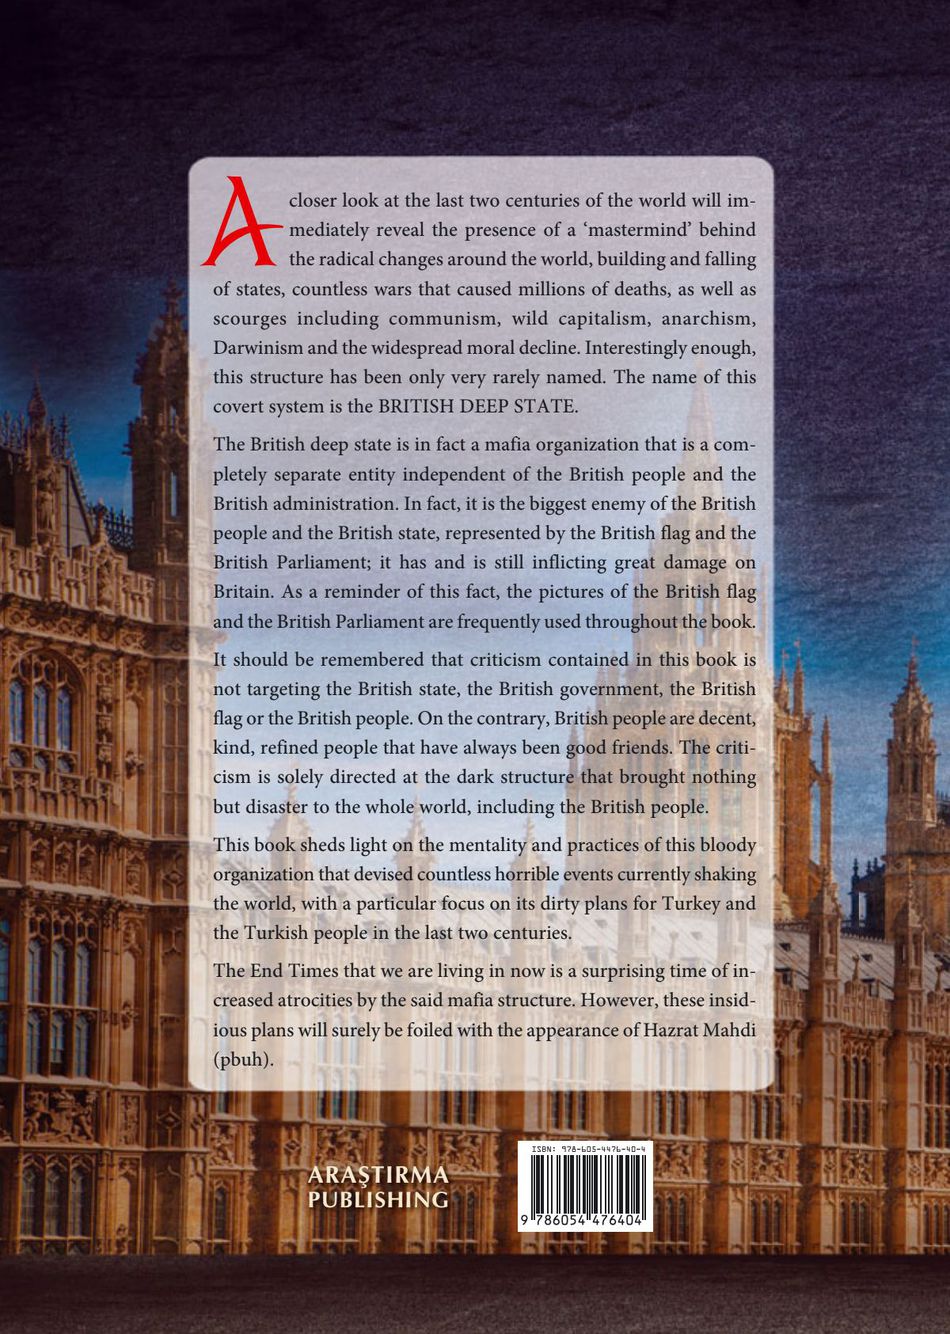 A closer look at the last two centuries of the world will im-
mediately reveal the presence of a ‘mastermind’ behind
the radical changes around the world, building and falling
of states, countless wars that caused millions of deaths, as well as
scourges including communism, wild capitalism, anarchism,
Darwinism and the widespread moral decline. Interestingly enough,
this structure has been only very rarely named. The name of this
covert system is the BRITISH DEEP STATE.
The British deep state is in fact a mafia organization that is a com-
pletely separate entity independent of the British people and the
British administration. In fact, it is the biggest enemy of the British
people and the British state, represented by the British flag and the
British Parliament; it has and is still inflicting great damage on
Britain. As a reminder of this fact, the pictures of the British flag
and the British Parliament are frequently used throughout the book.
It should be remembered that criticism contained in this book is
not targeting the British state, the British government, the British
flag or the British people. On the contrary, British people are decent,
kind, refined people that have always been good friends. The criti-
cism is solely directed at the dark structure that brought nothing
but disaster to the whole world, including the British people.
This book sheds light on the mentality and practices of this bloody
organization that devised countless horrible events currently shaking
the world, with a particular focus on its dirty plans for Turkey and
the Turkish people in the last two centuries.
The End Times that we are living in now is a surprising time of in-
creased atrocities by the said mafia structure. However, these insid-
ious plans will surely be foiled with the appearance of Hazrat Mahdi
(pbuh).
ARAŞTIRMA
PUBLISHING
ISBN: 978-605-4476-40-4
9 786054 476404